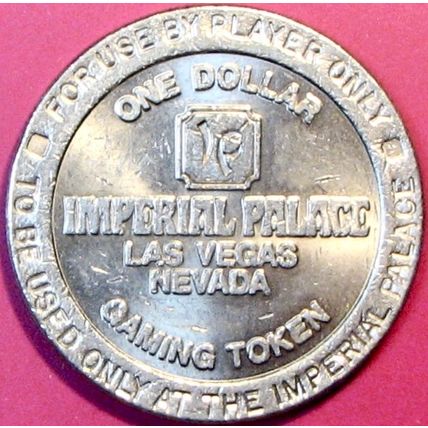 FOR USE BY PLAYER ONLY
ONE DOLLAR
IP
IMPERIAL PALACE
LAS VEGAS
NEVADA
GAMING TOKEN
TO BE USED ONLY AT THE IMPERIAL PALACE